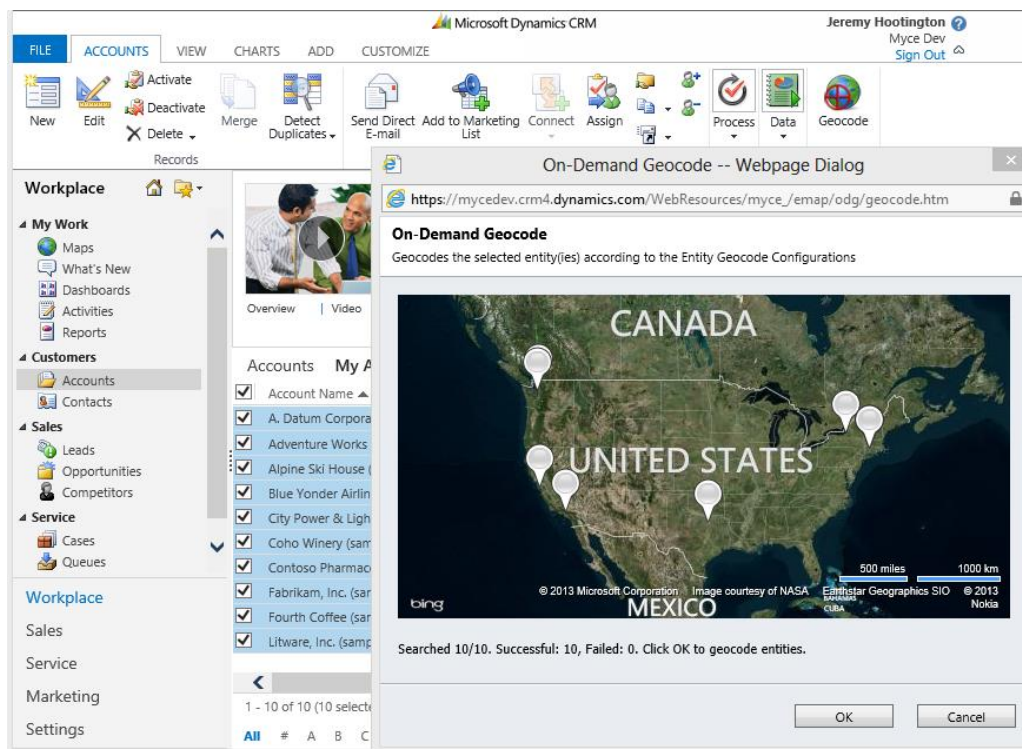 Microsoft Dynamics CRM
Jeremy Hootington
Myce Dev
Sign Out
FILE ACCOUNTS VIEW CHARTS ADD CUSTOMIZE
New
Edit
Activate
Deactivate
Delete
Merge
Detect
Duplicates
Send Direct
E-mail
Add to Marketing
List
Connect
Assign
Process
Data
Geocode
Records
Workplace
My Work
Maps
What's New
Dashboards
Activities
Reports
Customers
Accounts
Contacts
Sales
Leads
Opportunities
Competitors
Service
Cases
Queues
Workplace
Sales
Service
Marketing
Settings
Overview | Video
Accounts My A
Account Name
A. Datum Corpora
Adventure Works
Alpine Ski House (
Blue Yonder Airlin
City Power & Ligh
Coho Winery (sam
Contoso Pharmac
Fabrikam, Inc. (sar
Fourth Coffee (sar
Litware, Inc. (samp
1 - 10 of 10 (10 selecte
All # A B C
On-Demand Geocode -- Webpage Dialog
https://mycedev.crm4.dynamics.com/WebResources/myce_/emap/odg/geocode.htm
On-Demand Geocode
Geocodes the selected entity(ies) according to the Entity Geocode Configurations
CANADA
UNITED STATES
MEXICO
500 miles 1000 km
© 2013 Microsoft Corporation Image courtesy of NASA Earthstar Geographics SIO © 2013
Nokia
BAHAMAS
CUBA
bing
Searched 10/10. Successful: 10, Failed: 0. Click OK to geocode entities.
OK Cancel